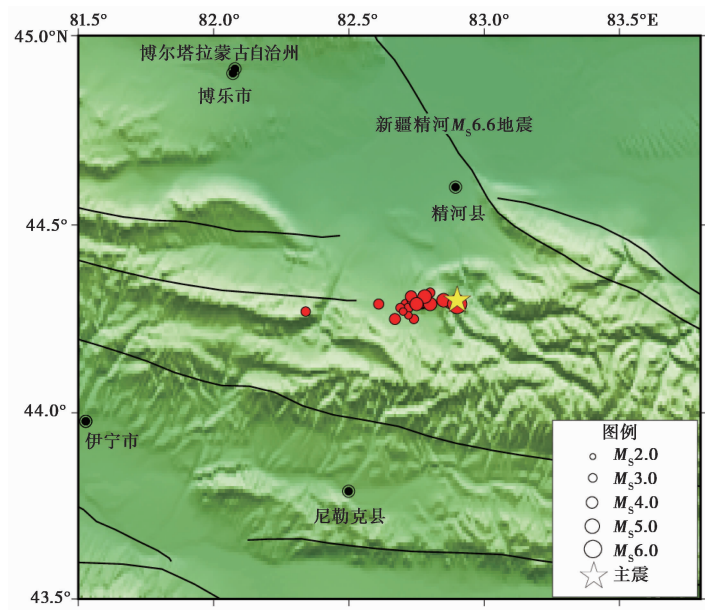 81.5° 82.0° 82.5° 83.0° 83.5°E
45.0°N
博尔塔拉蒙古自治州
博乐市
新疆精河MS6.6地震
精河县
44.5°
44.0°
伊宁市
尼勒克县
43.5°
图例
MS2.0
MS3.0
MS4.0
MS5.0
MS6.0
主震